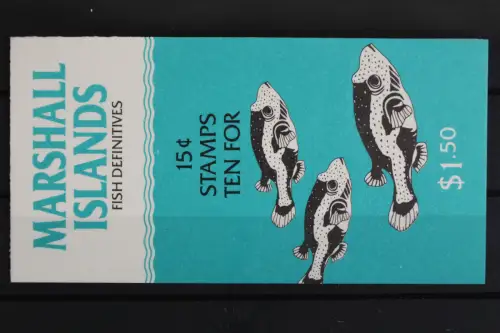 MARSHALL
ISLANDS
FISH DEFINITIVES
15¢
STAMPS
TEN FOR
$1.50